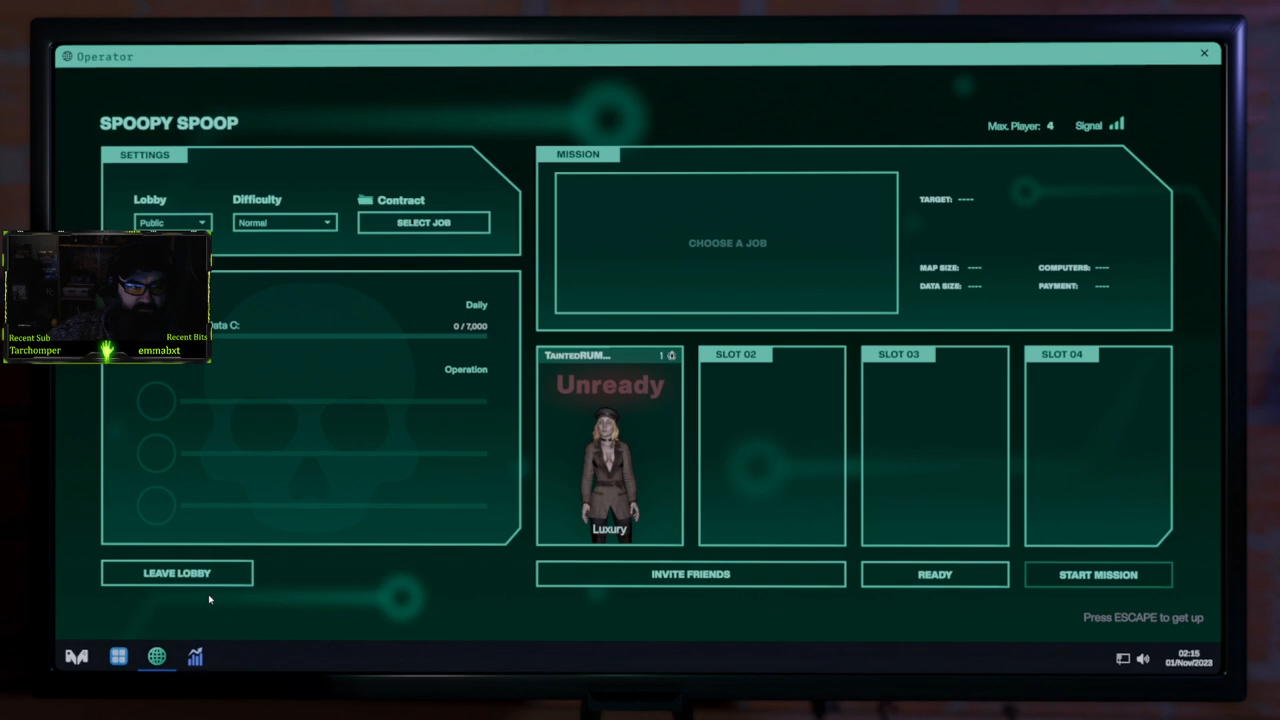 Operator
SPOOPY SPOOP
Max. Player: 4 Signal
SETTINGS
Lobby Difficulty Contract
Public Normal SELECT JOB
MISSION
CHOOSE A JOB
TARGET: ----
MAP SIZE: ---- COMPUTERS: ----
DATA SIZE: ---- PAYMENT: ----
Daily
ata C: 0 / 7,000
Operation
Recent Sub Recent Bits
Tarchomper emmabxt
TAINTEDRUM... 1
Unready
Luxury
SLOT 02
SLOT 03
SLOT 04
LEAVE LOBBY
INVITE FRIENDS
READY
START MISSION
Press ESCAPE to get up
02:15
01/Nov/2023